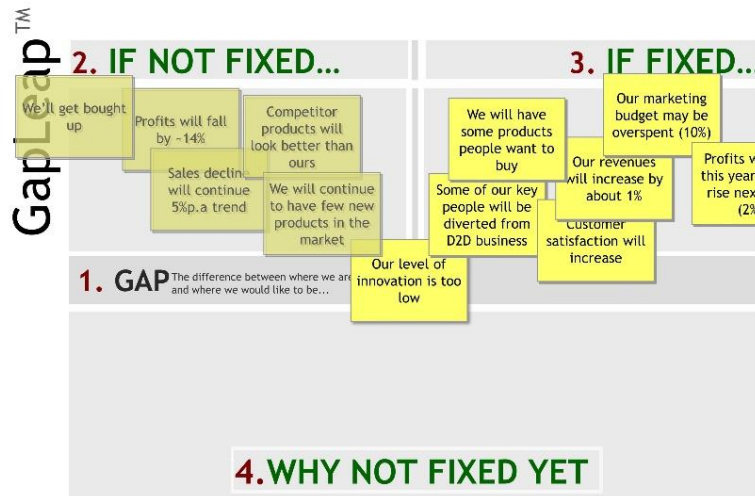 GapLeap™
2. IF NOT FIXED...
3. IF FIXED...
We'll get bought
up
Profits will fall
by ~14%
Competitor
products will
look better than
ours
Sales decline
will continue
5%p.a trend
We will continue
to have few new
products in the
market
We will have
some products
people want to
buy
Our marketing
budget may be
overspent (10%)
Our revenues
will increase by
about 1%
Profits
this year
rise
(2%
Some of our key
people will be
diverted from
D2D business
Customer
satisfaction will
increase
1. GAP
The difference between where we are
and where we would like to be...
Our level of
innovation is too
low
4. WHY NOT FIXED YET